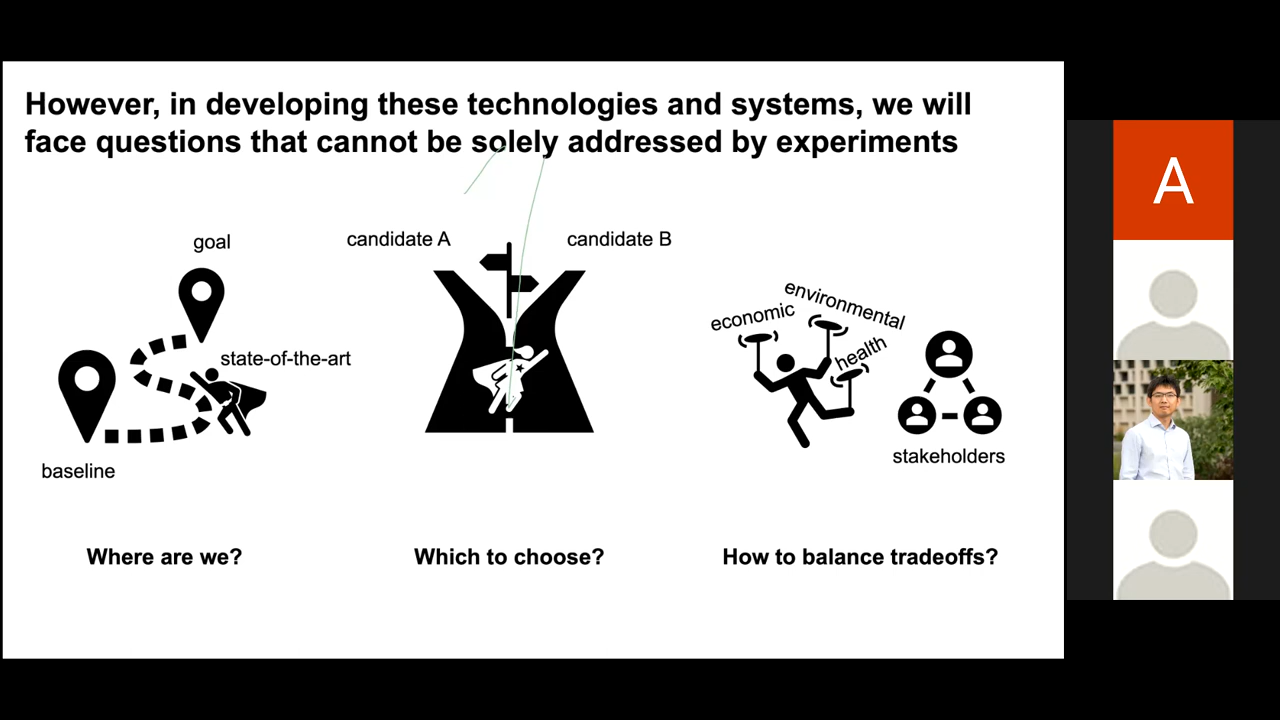 However, in developing these technologies and systems, we will
face questions that cannot be solely addressed by experiments
goal
state-of-the-art
baseline
Where are we?
candidate A
candidate B
Which to choose?
economic
environmental
health
stakeholders
How to balance tradeoffs?
A